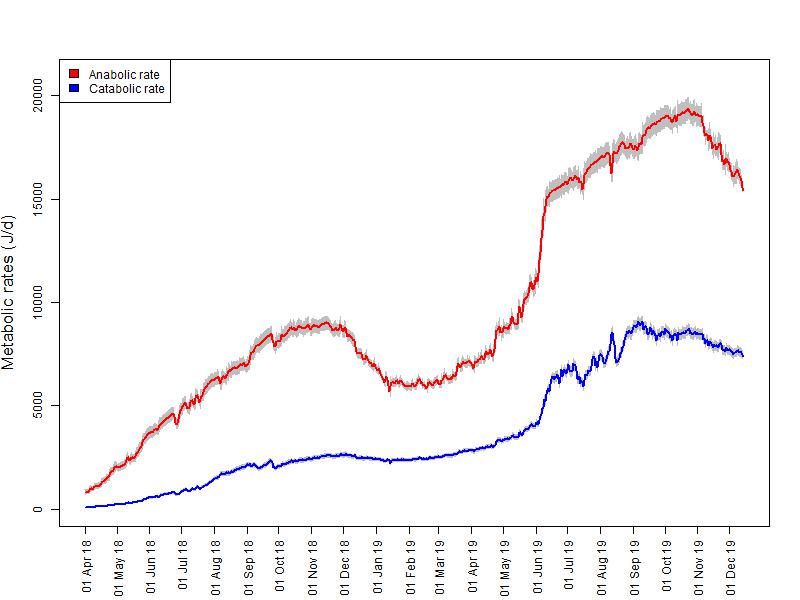 Anabolic rate
Catabolic rate
Metabolic rates (J/d)
20000
15000
10000
5000
0
01 Apr 18
01 May 18
01 Jun 18
01 Jul 18
01 Aug 18
01 Sep 18
01 Oct 18
01 Nov 18
01 Dec 18
01 Jan 19
01 Feb 19
01 Mar 19
01 Apr 19
01 May 19
01 Jun 19
01 Jul 19
01 Aug 19
01 Sep 19
01 Oct 19
01 Nov 19
01 Dec 19